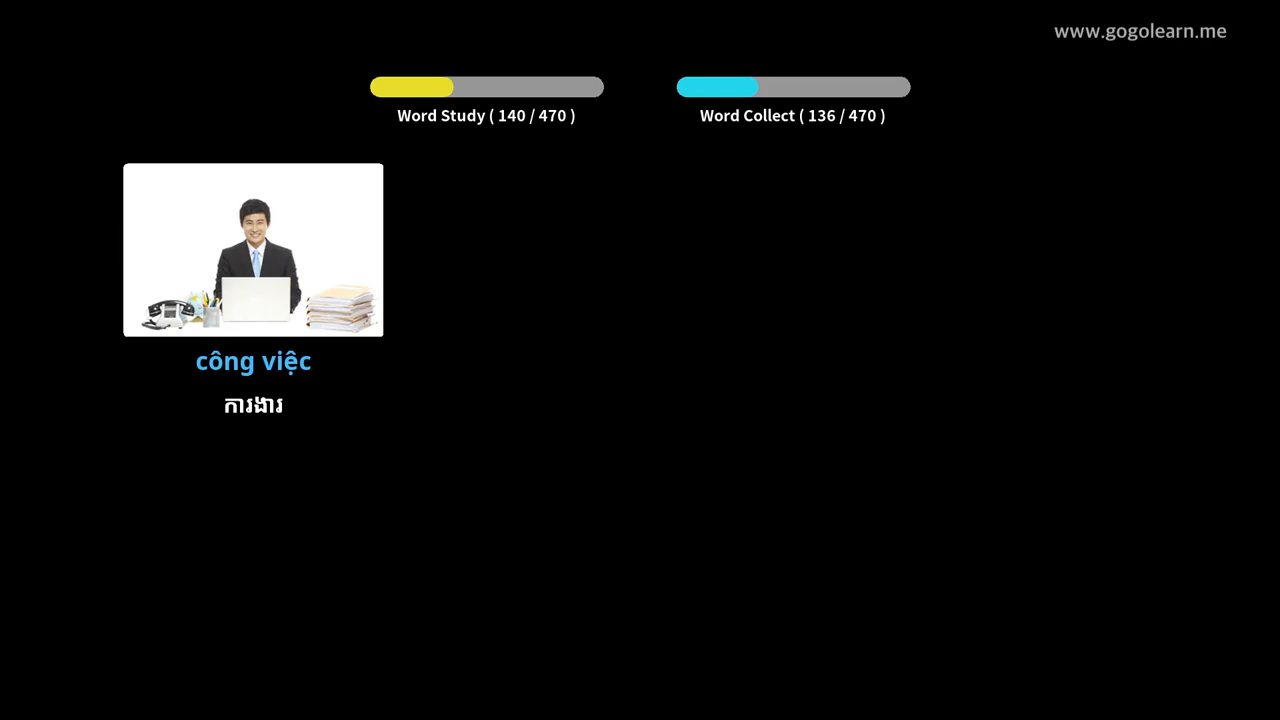 www.gogolearn.me
Word Study ( 140 / 470 )
Word Collect ( 136 / 470 )
công việc
ការងារ